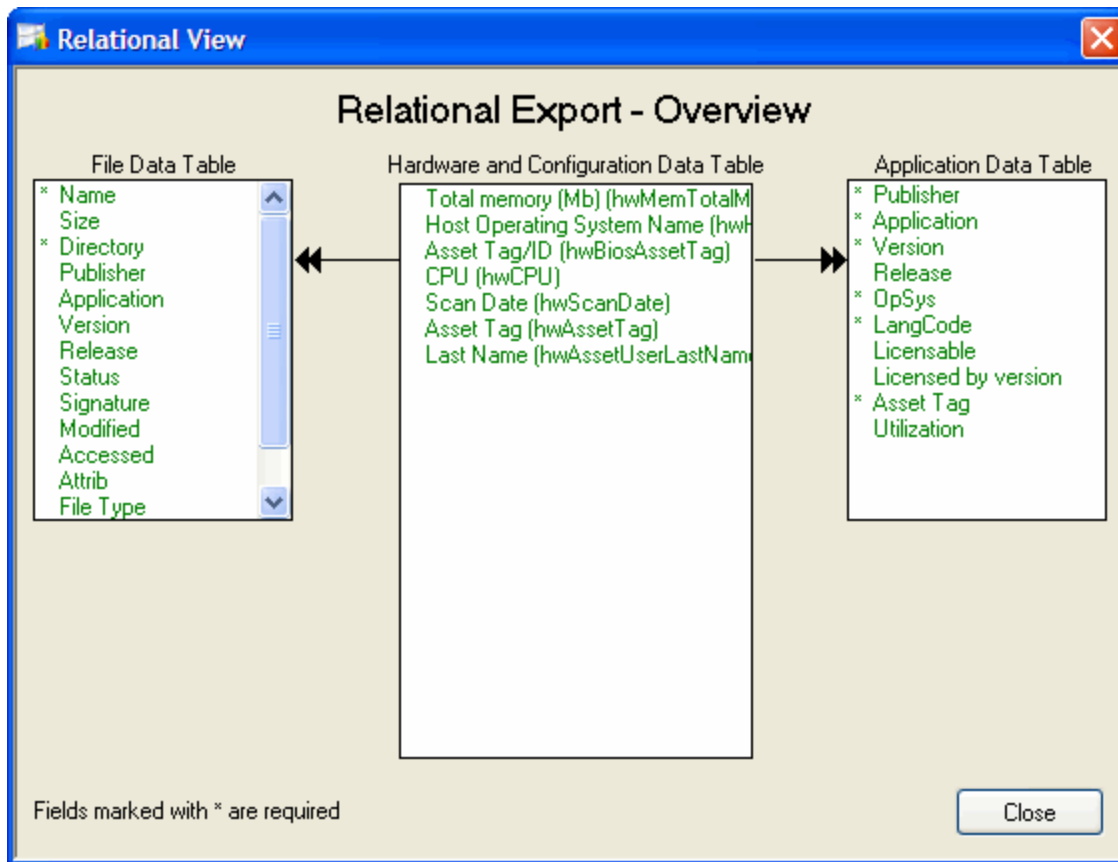 Relational View
Relational Export - Overview
File Data Table
* Name
Size
* Directory
Publisher
Application
Version
Release
Status
Signature
Modified
Accessed
Attrib
File Type
Hardware and Configuration Data Table
Total memory (Mb) (hwMemTotalM
Host Operating System Name (hwH
Asset Tag/ID (hwBiosAssetTag)
CPU (hwCPU)
Scan Date (hwScanDate)
Asset Tag (hwAssetTag)
Last Name (hwAssetUserLastName
Application Data Table
* Publisher
* Application
* Version
Release
* OpSys
* LangCode
Licensable
Licensed by version
* Asset Tag
Utilization
Fields marked with * are required
Close